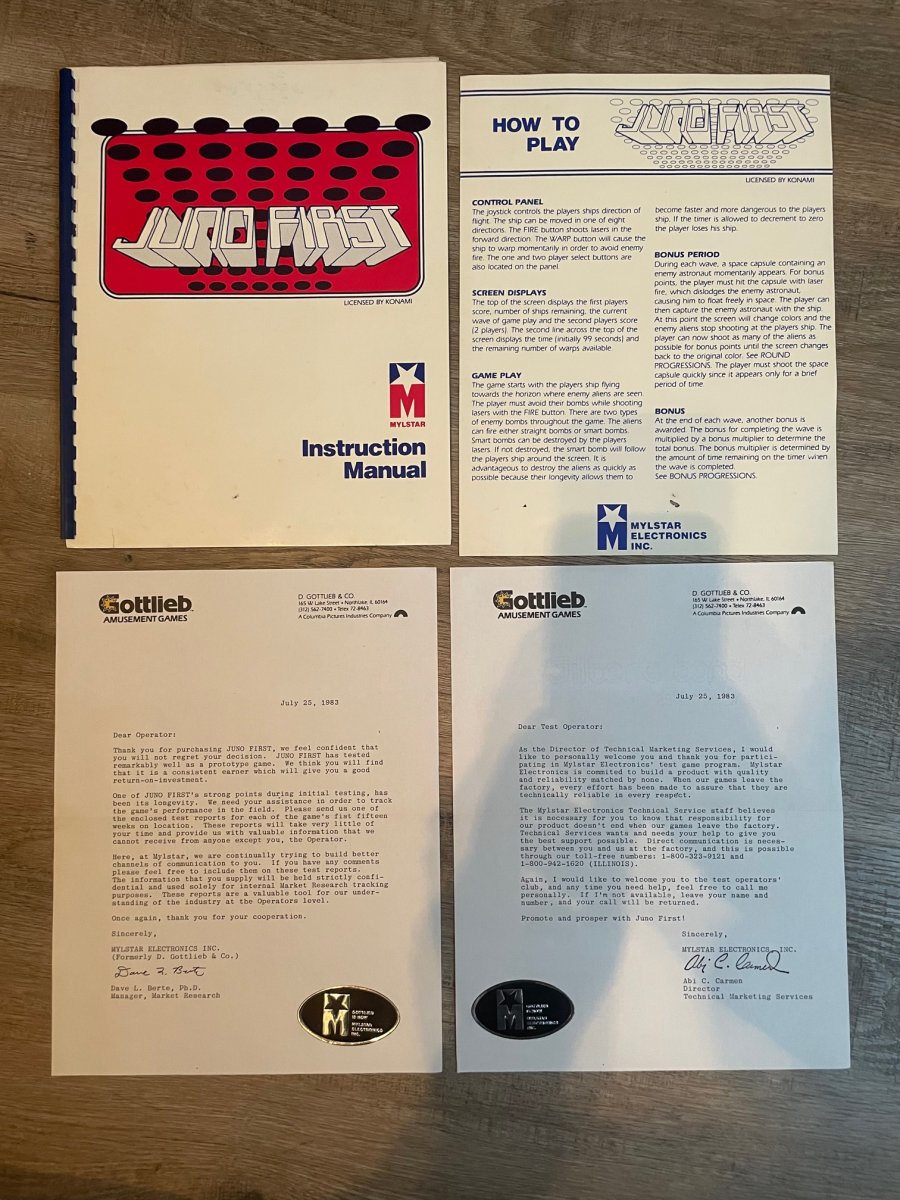 JUNO FIRST
LICENSED BY KONAMI
MYLSTAR
Instruction
Manual
HOW TO
PLAY
JUNO FIRST
LICENSED BY KONAMI
CONTROL PANEL
The joystick controls the players ships direction of
flight. The ship can be moved in one of eight
directions. The FIRE button shoots lasers in the
forward direction. The WARP button will cause the
ship to warp momentarily in order to avoid enemy
fire. The one and two player select buttons are
also located on the panel.
SCREEN DISPLAYS
The top of the screen displays the first players
score, number of ships remaining, the current
wave of game play and the second players score
(2 players). The second line across the top of the
screen displays the time (initially 99 seconds) and
the remaining number of warps available
GAME PLAY
The game starts with the players ship flying
towards the horizon where enemy aliens are seen.
The player must avoid their bombs while shooting
lasers with the FIRE button. There are two types
of enemy bombs throughout the game. The aliens
can fire either straight bombs or smart bombs.
Smart bombs can be destroyed by the players
lasers. If not destroyed, the smart bomb will follow
the players ship around the screen. It is
advantageous to destroy the aliens as quickly as
possible because their longevity allows them to
become faster and more dangerous to the players
ship. If the timer is allowed to decrement to zero
the player loses his ship.
BONUS PERIOD
During each wave, a space capsule containing an
enemy astronaut momentarily appears. For bonus
points, the player must hit the capsule with laser
fire, which dislodges the enemy astronaut,
causing him to float freely in space. The player can
then capture the enemy astronaut with the ship.
At this point the screen will change colors and the
enemy aliens stop shooting at the players ship. The
player can now shoot as many of the aliens as
possible for bonus points until the screen changes
back to the original color. See ROUND
PROGRESSIONS. The player must shoot the space
capsule quickly since it appears only for a brief
period of time.
BONUS
At the end of each wave, another bonus is
awarded. The bonus for completing the wave is
multiplied by a bonus multiplier to determine the
total bonus. The bonus multiplier is determined by
the amount of time remaining on the timer when
the wave is completed.
See BONUS PROGRESSIONS.
MYLSTAR
ELECTRONICS
INC.
Gottlieb
AMUSEMENT GAMES
D. GOTTLIEB & CO.
165 W. Lake Street • Northlake, IL 60164
(312) 562-7400 • Telex 72-8463
A Columbia Pictures Industries Company
July 25, 1983
Dear Operator:
Thank you for purchasing JUNO FIRST, we feel confident that
you will not regret your decision. JUNO FIRST has tested
remarkably well as a prototype game. We think you will find
that it is a consistent earner which will give you a good
return-on-investment.
One of JUNO FIRST's strong points during initial testing, has
been its longevity. We need your assistance in order to track
the game's performance in the field. Please send us one of
the enclosed test reports for each of the game's fist fifteen
weeks on location. These reports will take very little of
your time and provide us with valuable information that we
cannot receive from anyone except you, the Operator.
Here, at Mylstar, we are continually trying to build better
channels of communication to you. If you have any comments
please feel free to include them on these test reports.
The information that you supply will be held strictly confi-
dential and used solely for internal Market Research tracking
purposes. These reports are a valuable tool for our under-
standing of the industry at the Operators level.
Once again, thank you for your cooperation.
Sincerely,
MYLSTAR ELECTRONICS INC.
(Formerly D. Gottlieb & Co.)
Dave L. Berte
Dave L. Berte, Ph.D.
Manager, Market Research
GOTTLIEB
IS NOW
MYLSTAR
ELECTRONICS
INC.
Gottlieb
AMUSEMENT GAMES
D. GOTTLIEB & CO.
165 W. Lake Street • Northlake, IL 60164
(312) 562-7400 • Telex 72-8463
A Columbia Pictures Industries Company
July 25, 1983
Dear Test Operator:
As the Director of Technical Marketing Services, I would
like to personally welcome you and thank you for partici-
pating in Mylstar Electronics' test game program. Mylstar
Electronics is commited to build a product with quality
and reliability matched by none. When our games leave the
factory, every effort has been made to assure that they are
technically reliable in every respect.
The Mylstar Electronics Technical Service staff believes
it is necessary for you to know that responsibility for
our product doesn't end when our games leave the factory.
Technical Services wants and needs your help to give you
the best support possible. Direct communication is neces-
sary between you and us at the factory, and this is possible
through our toll-free numbers: 1-800-323-9121 and
1-800-942-1620 (ILLINOIS).
Again, I would like to welcome you to the test operators'
club, and any time you need help, feel free to call me
personally. If I'm not available, leave your name and
number, and your call will be returned.
Promote and prosper with Juno First!
Sincerely,
MYLSTAR ELECTRONICS, INC.
Abi C. Carmen
Abi C. Carmen
Director
Technical Marketing Services
GOTTLIEB
IS NOW
MYLSTAR
ELECTRONICS
INC.